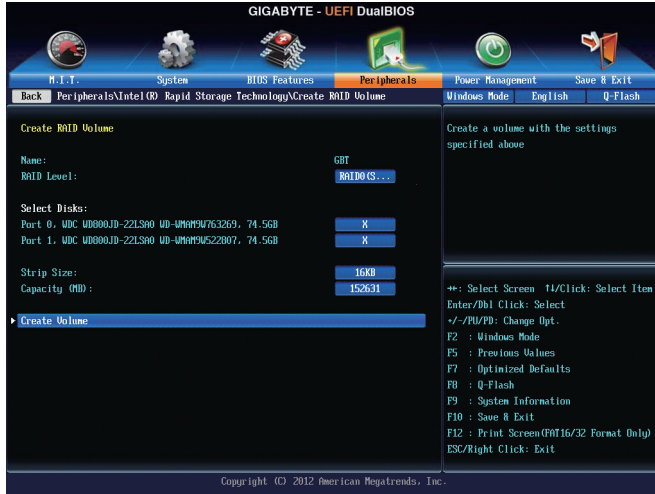 GIGABYTE - UEFI DualBIOS
M.I.T. System BIOS Features Peripherals Power Management Save & Exit
Back Peripherals\Intel(R) Rapid Storage Technology\Create RAID Volume Windows Mode English Q-Flash
Create RAID Volume
Name: GBT
RAID Level: RAID0(S...
Select Disks:
Port 0, WDC WD800JD-22LSA0 WD-WMAM9W763269, 74.5GB X
Port 1, WDC WD800JD-22LSA0 WD-WMAM9W522807, 74.5GB X
Strip Size: 16KB
Capacity (MB): 152631
Create Volume
Create a volume with the settings
specified above
→←: Select Screen ↑↓/Click: Select Item
Enter/Dbl Click: Select
+/-/PU/PD: Change Opt.
F2 : Windows Mode
F5 : Previous Values
F7 : Optimized Defaults
F8 : Q-Flash
F9 : System Information
F10 : Save & Exit
F12 : Print Screen(FAT16/32 Format Only)
ESC/Right Click: Exit
Copyright (C) 2012 American Megatrends, Inc.